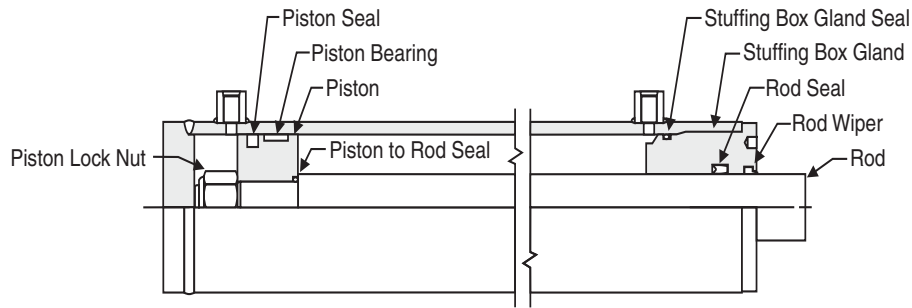 Piston Seal
Piston Bearing
Piston
Piston Lock Nut
Piston to Rod Seal
Stuffing Box Gland Seal
Stuffing Box Gland
Rod Seal
Rod Wiper
Rod